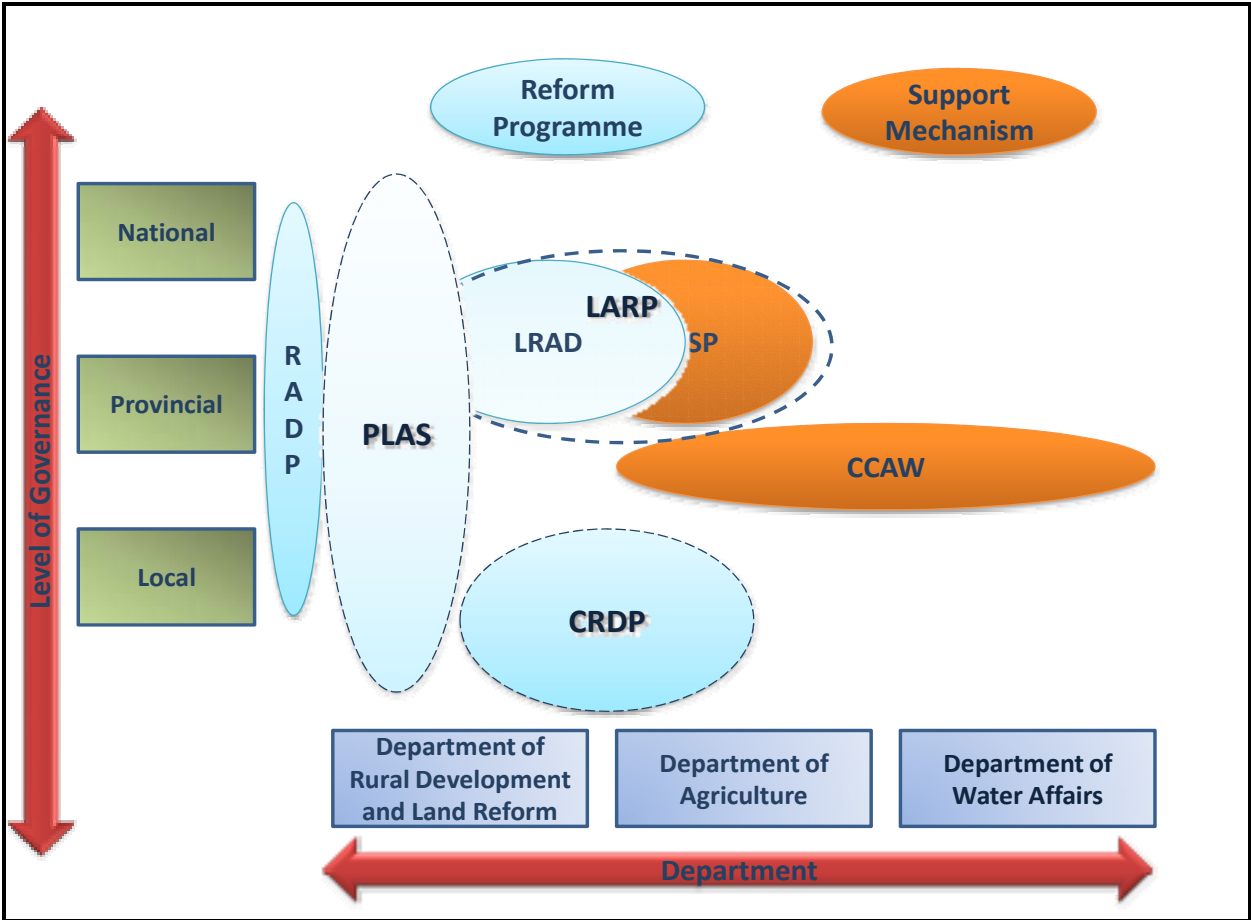 Reform
Programme
Support
Mechanism
Level of Governance
National
Provincial
Local
R
A
D
P
PLAS
LARP
LRAD
SP
CCAW
CRDP
Department of
Rural Development
and Land Reform
Department of
Agriculture
Department of
Water Affairs
Department